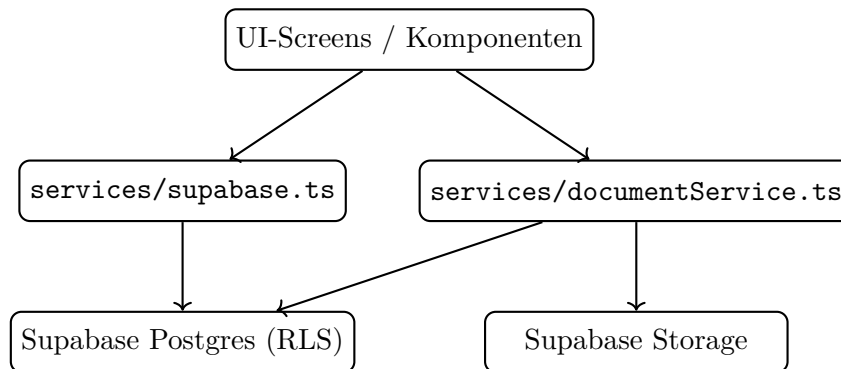 UI-Screens / Komponenten
services/supabase.ts
services/documentService.ts
Supabase Postgres (RLS)
Supabase Storage